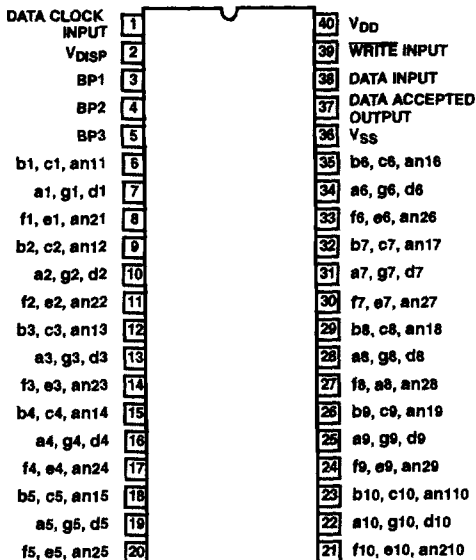 DATA CLOCK
INPUT 1
VDISP 2
BP1 3
BP2 4
BP3 5
b1, c1, an11 6
a1, g1, d1 7
f1, e1, an21 8
b2, c2, an12 9
a2, g2, d2 10
f2, e2, an22 11
b3, c3, an13 12
a3, g3, d3 13
f3, e3, an23 14
b4, c4, an14 15
a4, g4, d4 16
f4, e4, an24 17
b5, c5, an15 18
a5, g5, d5 19
f5, e5, an25 20
40 VDD
39 WRITE INPUT
38 DATA INPUT
37 DATA ACCEPTED
OUTPUT
36 VSS
35 b6, c6, an16
34 a6, g6, d6
33 f6, e6, an26
32 b7, c7, an17
31 a7, g7, d7
30 f7, e7, an27
29 b8, c8, an18
28 a8, g8, d8
27 f8, a8, an28
26 b9, c9, an19
25 a9, g9, d9
24 f9, e9, an29
23 b10, c10, an110
22 a10, g10, d10
21 f10, e10, an210